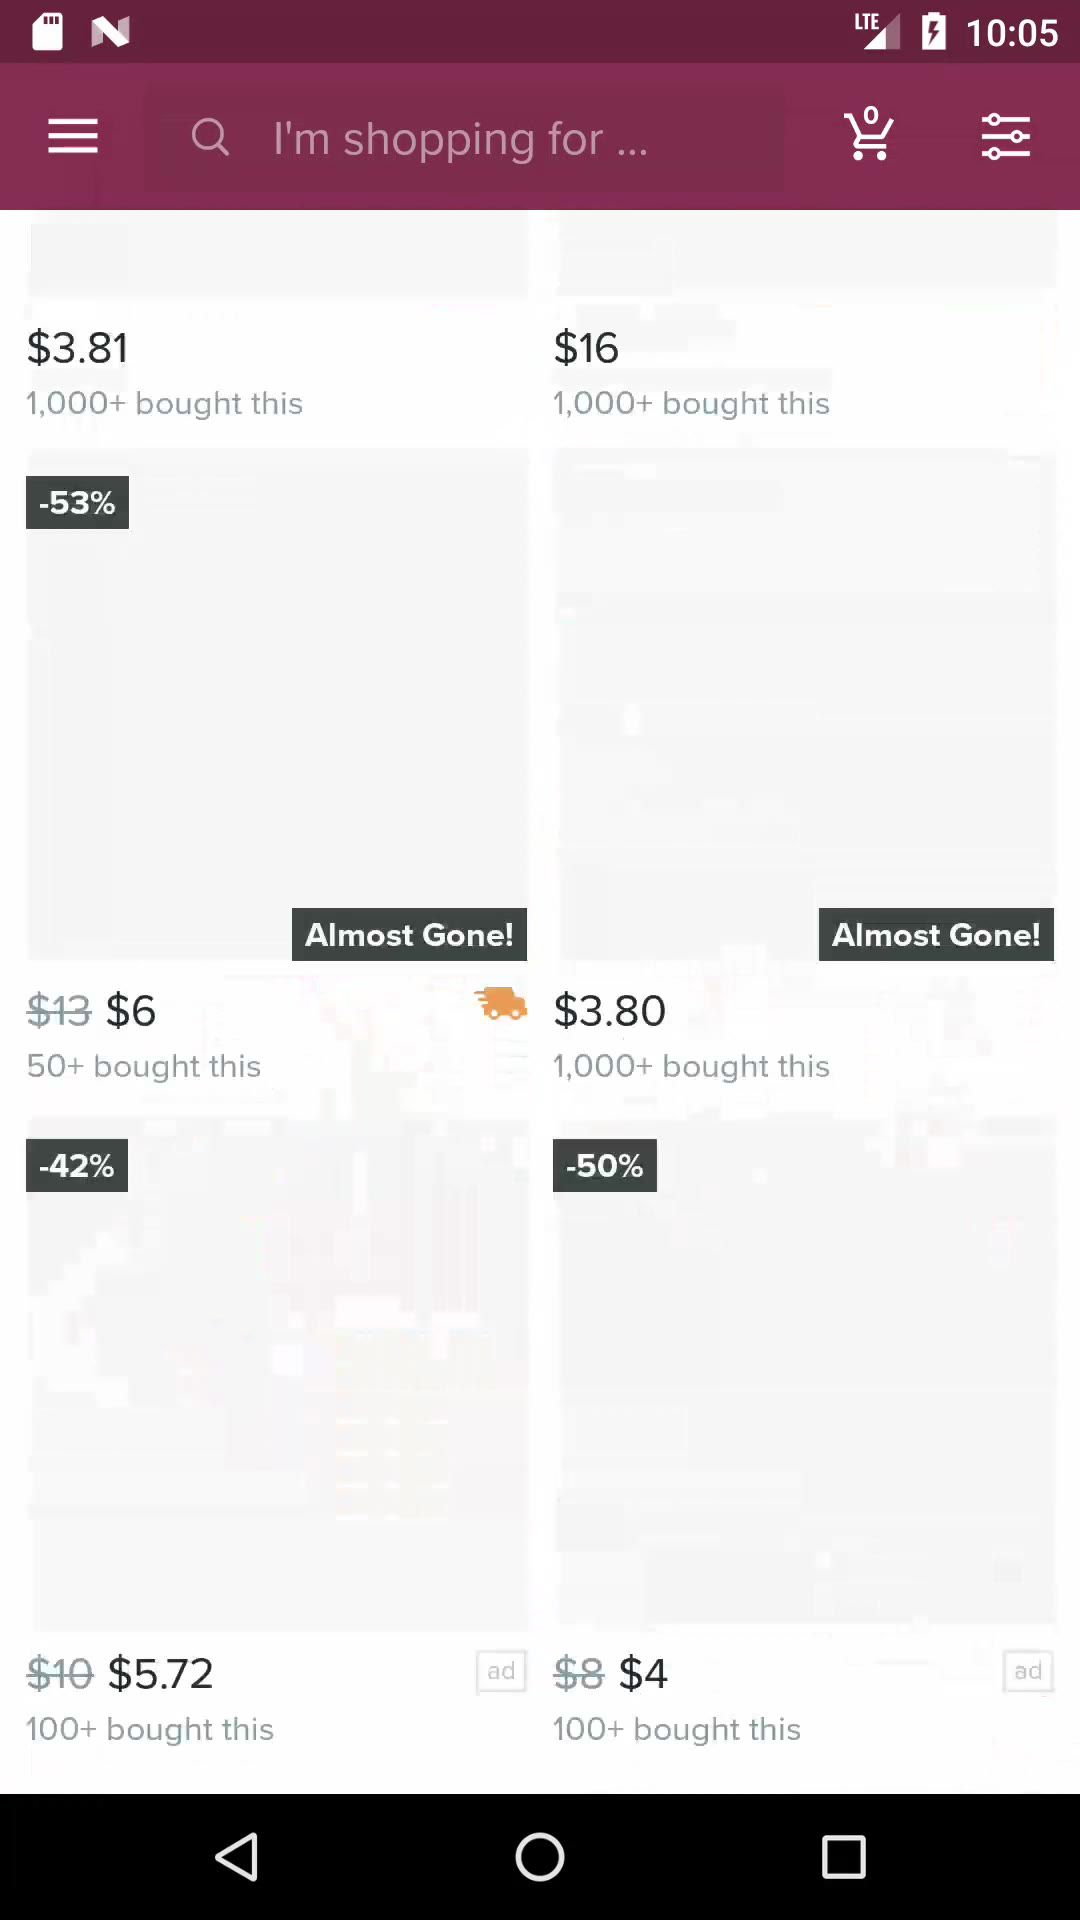 LTE 10:05
I'm shopping for ...
0
$3.81
1,000+ bought this
$16
1,000+ bought this
-53%
Almost Gone!
$13 $6
50+ bought this
Almost Gone!
$3.80
1,000+ bought this
-42%
$10 $5.72
ad
100+ bought this
-50%
$8 $4
ad
100+ bought this